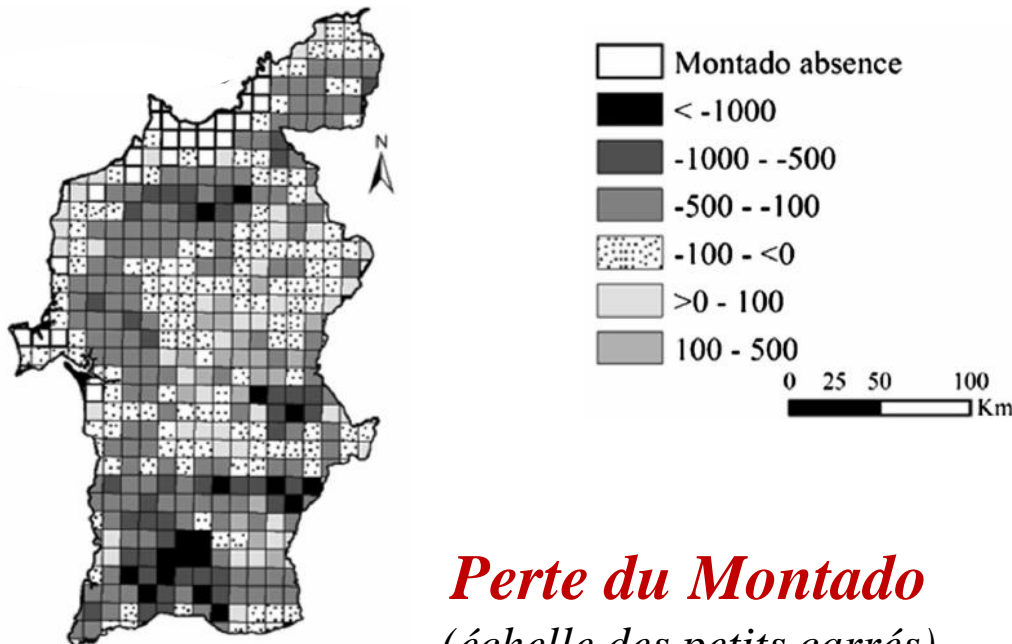 N
Montado absence
< -1000
-1000 - -500
-500 - -100
-100 - <0
>0 - 100
100 - 500
0 25 50 100
Km
Perte du Montado
(échelle des petits carrés)